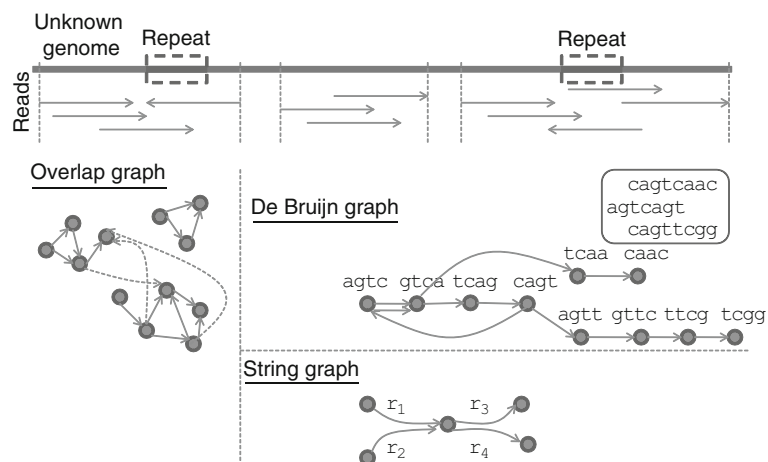 Unknown
genome
Repeat
Repeat
Reads
Overlap graph
De Bruijn graph
cagtcaac
agtcagt
cagttcgg
tcaa caac
agtc gtca tcag cagt
agtt gttc ttcg tcgg
String graph
r1 r3
r2 r4